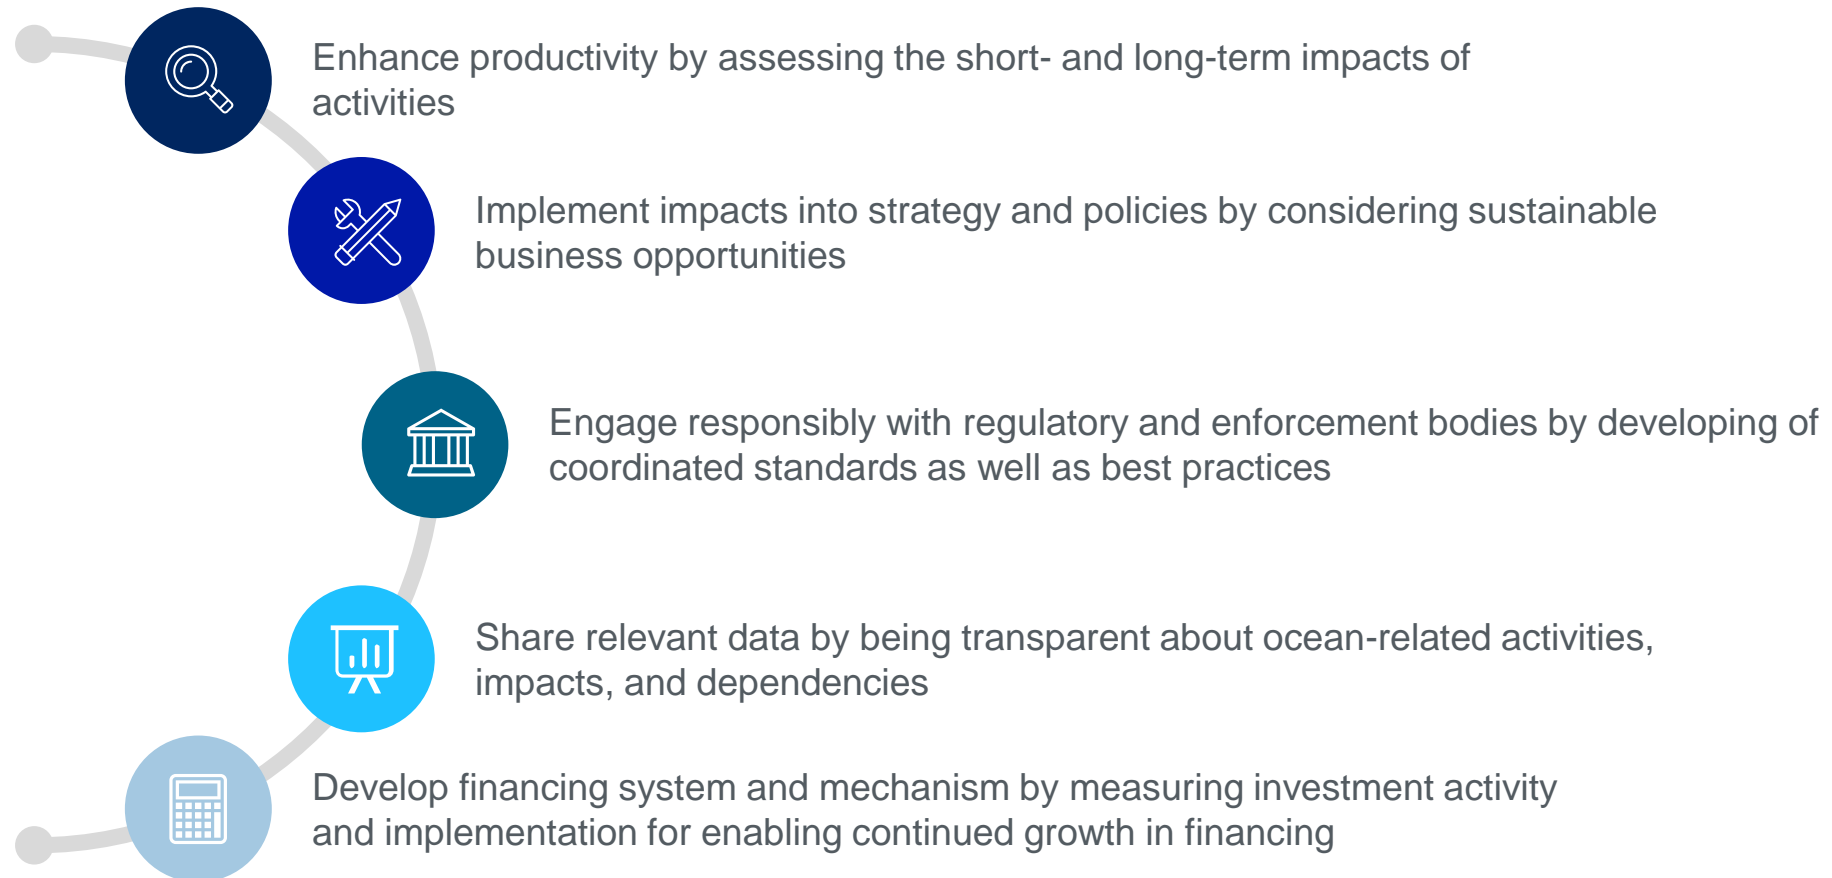 Enhance productivity by assessing the short- and long-term impacts of
activities
Implement impacts into strategy and policies by considering sustainable
business opportunities
Engage responsibly with regulatory and enforcement bodies by developing of
coordinated standards as well as best practices
Share relevant data by being transparent about ocean-related activities,
impacts, and dependencies
Develop financing system and mechanism by measuring investment activity
and implementation for enabling continued growth in financing